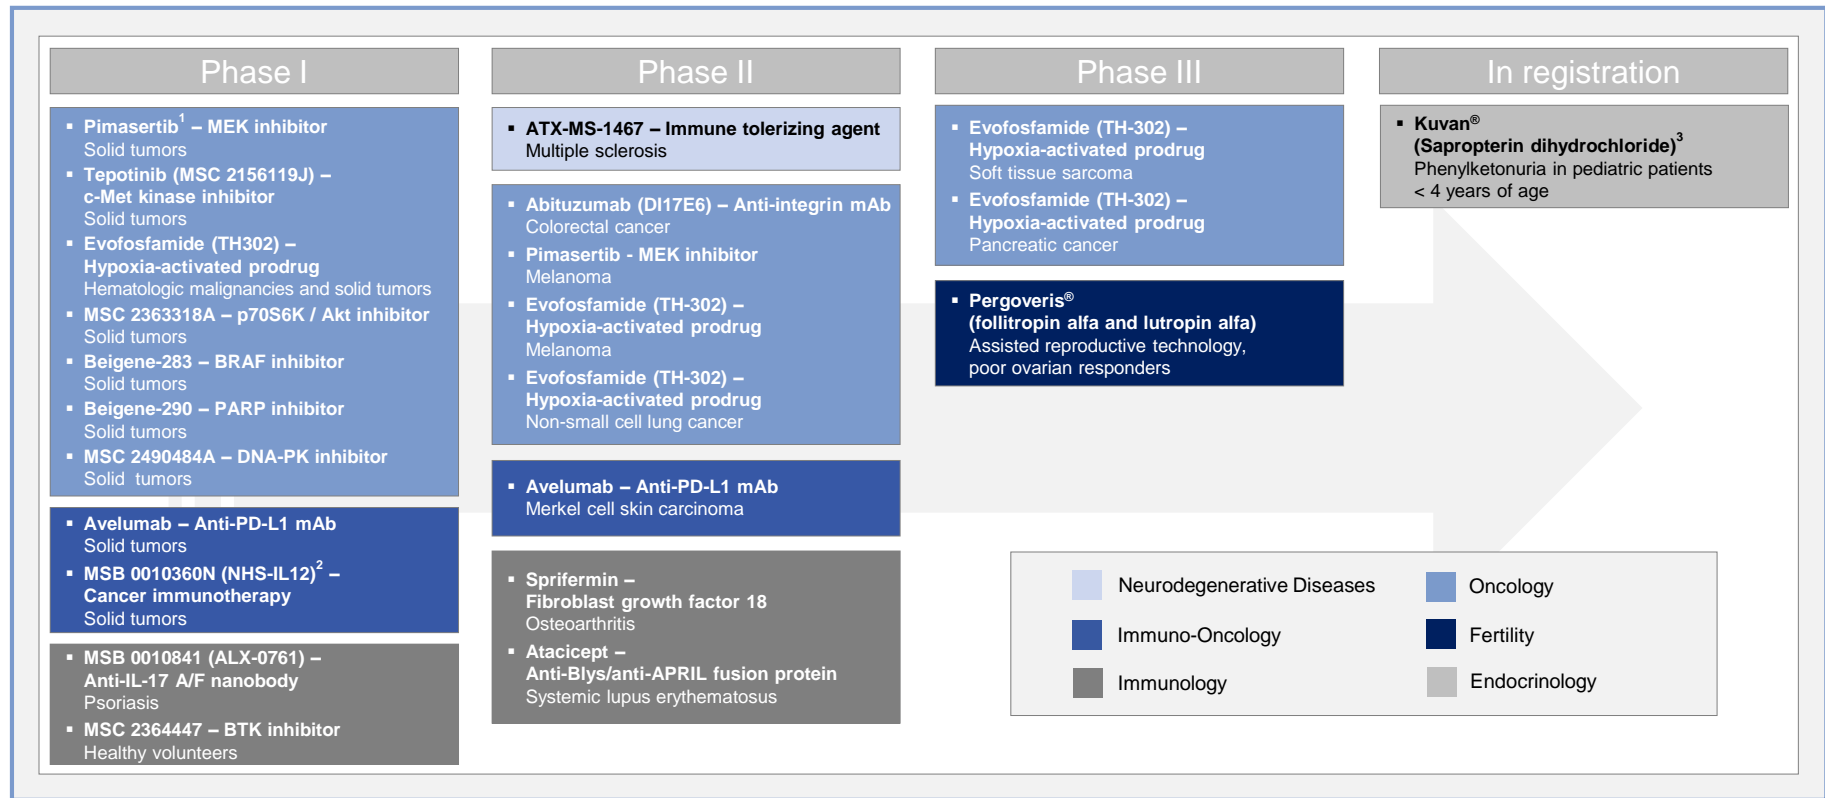 Phase I
▪ Pimasertib¹ – MEK inhibitor
Solid tumors
▪ Tepotinib (MSC 2156119J) –
c-Met kinase inhibitor
Solid tumors
▪ Evofosfamide (TH302) –
Hypoxia-activated prodrug
Hematologic malignancies and solid tumors
▪ MSC 2363318A – p70S6K / Akt inhibitor
Solid tumors
▪ Beigene-283 – BRAF inhibitor
Solid tumors
▪ Beigene-290 – PARP inhibitor
Solid tumors
▪ MSC 2490484A – DNA-PK inhibitor
Solid tumors
▪ Avelumab – Anti-PD-L1 mAb
Solid tumors
▪ MSB 0010360N (NHS-IL12)² –
Cancer immunotherapy
Solid tumors
▪ MSB 0010841 (ALX-0761) –
Anti-IL-17 A/F nanobody
Psoriasis
▪ MSC 2364447 – BTK inhibitor
Healthy volunteers
Phase II
▪ ATX-MS-1467 – Immune tolerizing agent
Multiple sclerosis
▪ Abituzumab (DI17E6) – Anti-integrin mAb
Colorectal cancer
▪ Pimasertib - MEK inhibitor
Melanoma
▪ Evofosfamide (TH-302) –
Hypoxia-activated prodrug
Melanoma
▪ Evofosfamide (TH-302) –
Hypoxia-activated prodrug
Non-small cell lung cancer
▪ Avelumab – Anti-PD-L1 mAb
Merkel cell skin carcinoma
▪ Sprifermin –
Fibroblast growth factor 18
Osteoarthritis
▪ Atacicept –
Anti-Blys/anti-APRIL fusion protein
Systemic lupus erythematosus
Phase III
▪ Evofosfamide (TH-302) –
Hypoxia-activated prodrug
Soft tissue sarcoma
▪ Evofosfamide (TH-302) –
Hypoxia-activated prodrug
Pancreatic cancer
▪ Pergoveris®
(follitropin alfa and lutropin alfa)
Assisted reproductive technology,
poor ovarian responders
In registration
▪ Kuvan®
(Sapropterin dihydrochloride)³
Phenylketonuria in pediatric patients
< 4 years of age
Neurodegenerative Diseases
Oncology
Immuno-Oncology
Fertility
Immunology
Endocrinology